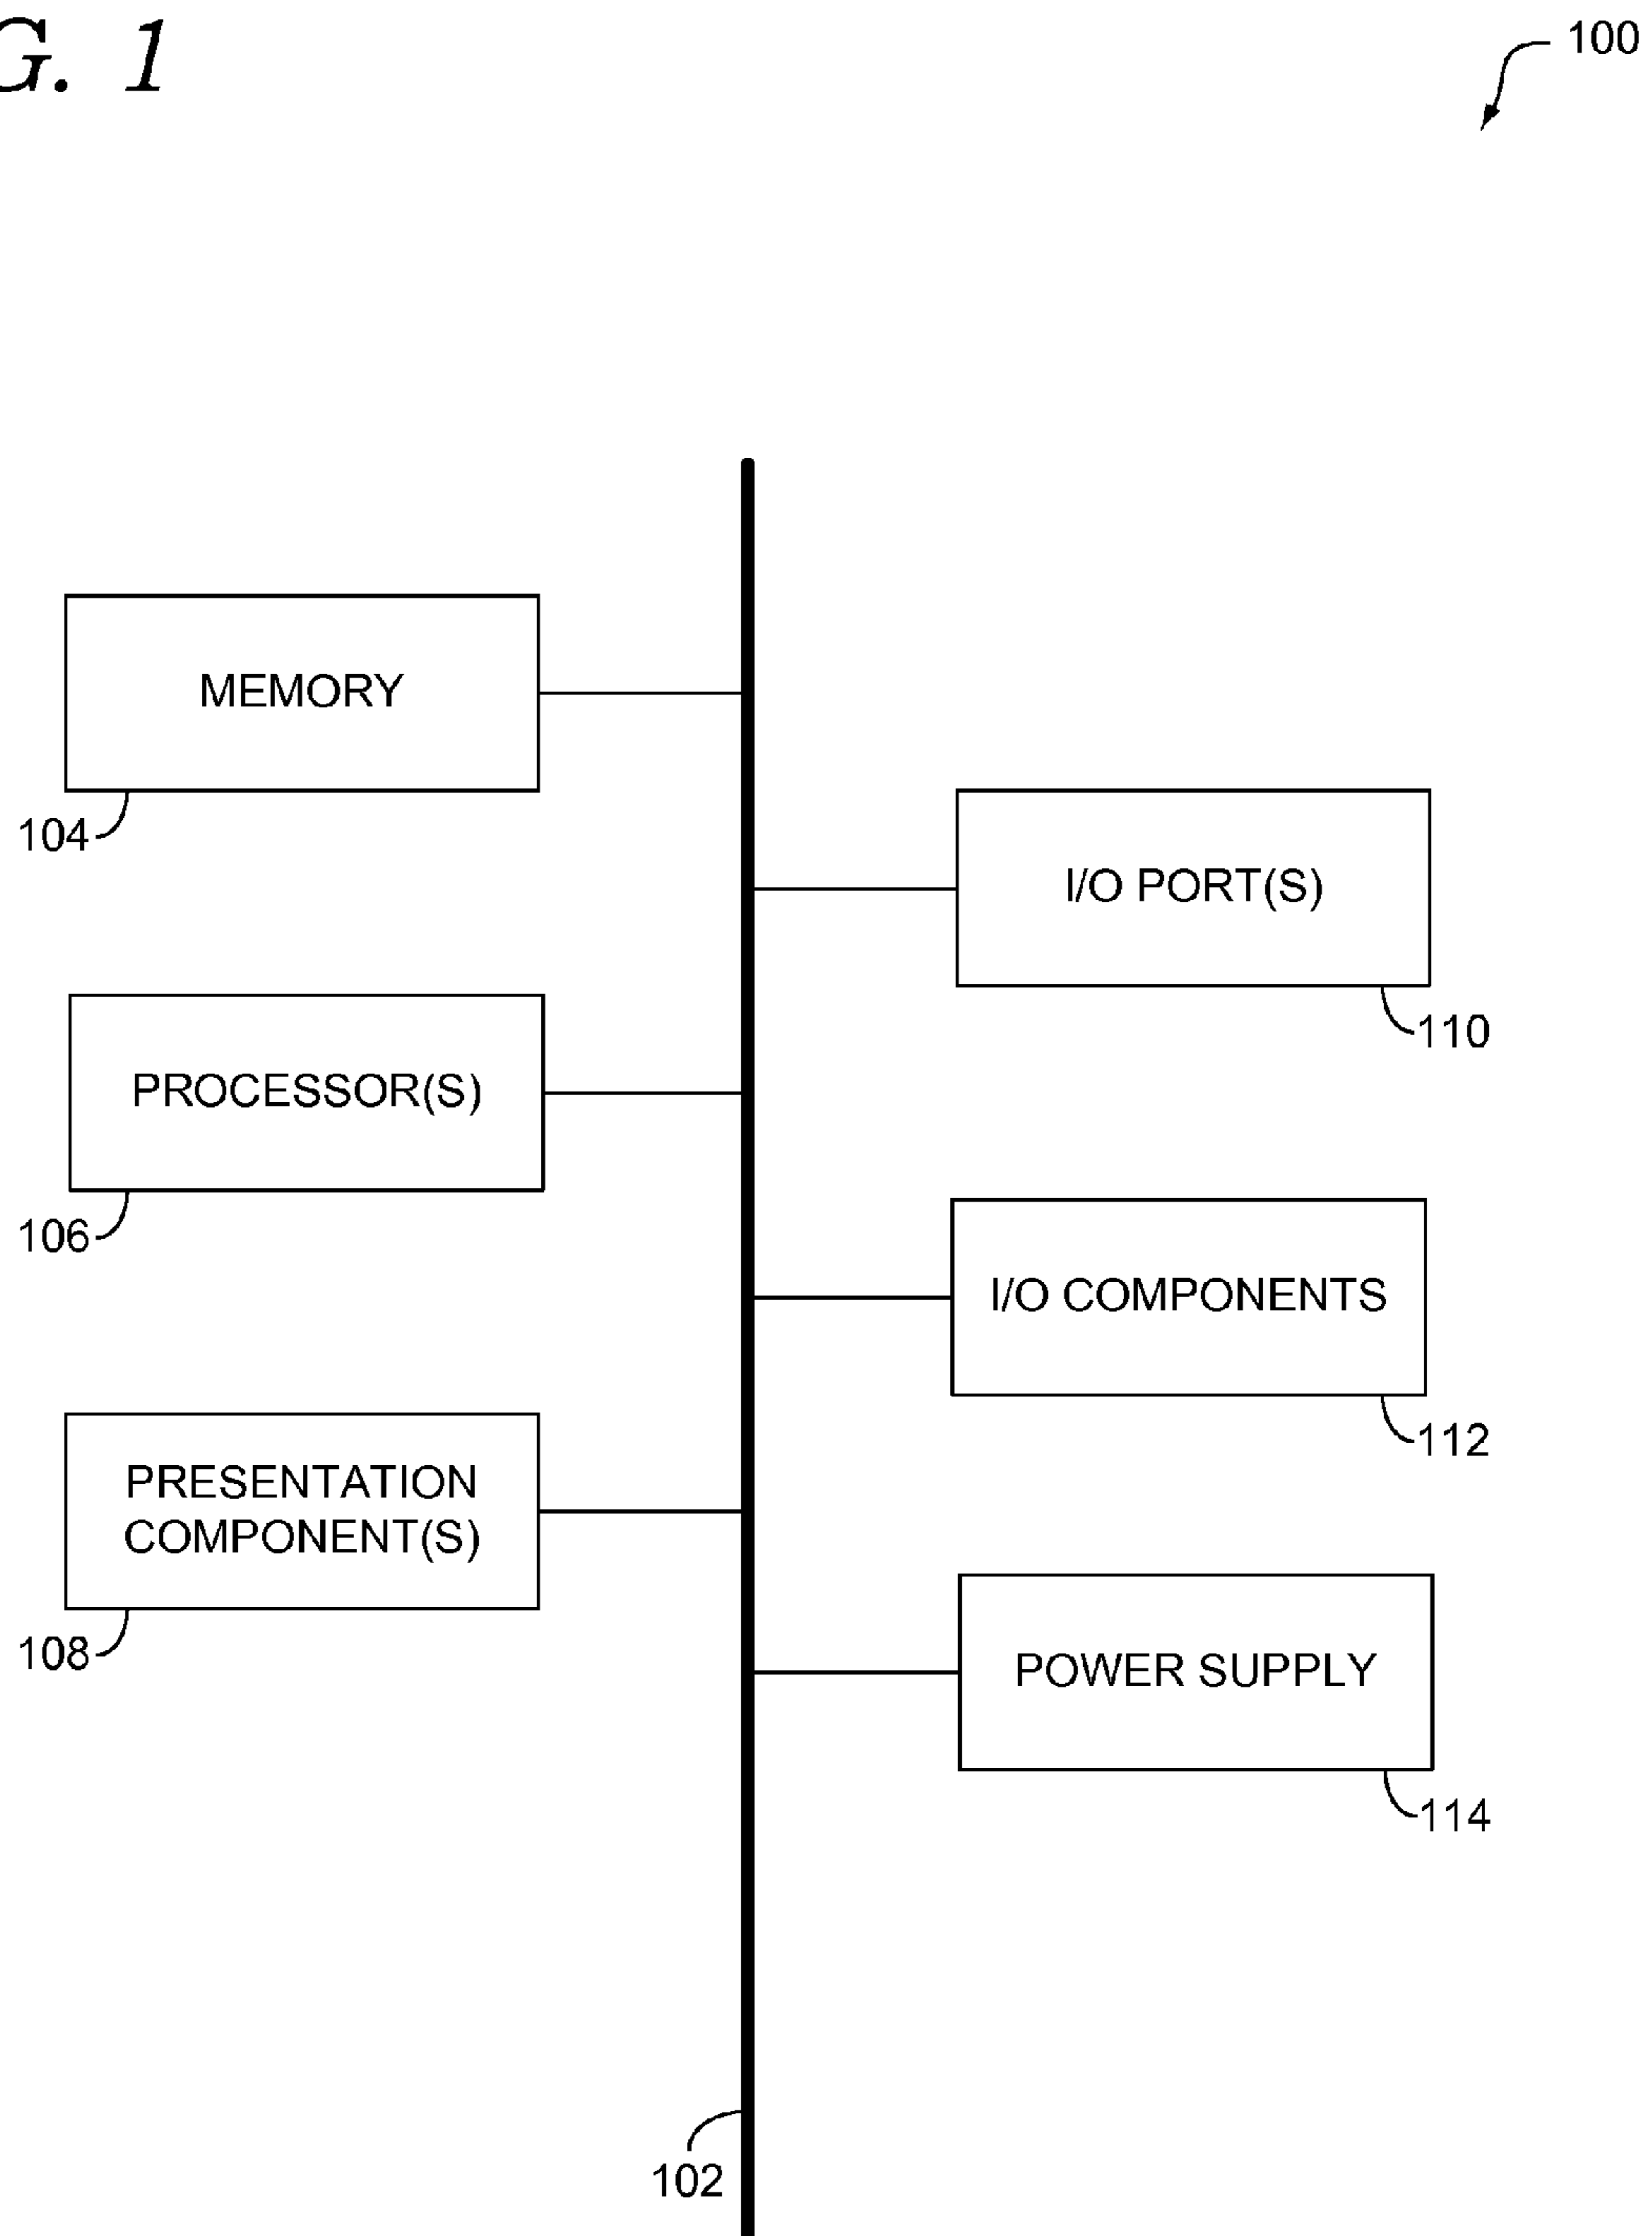 G. 1
100
MEMORY
104
I/O PORT(S)
110
PROCESSOR(S)
106
I/O COMPONENTS
112
PRESENTATION
COMPONENT(S)
108
POWER SUPPLY
114
102